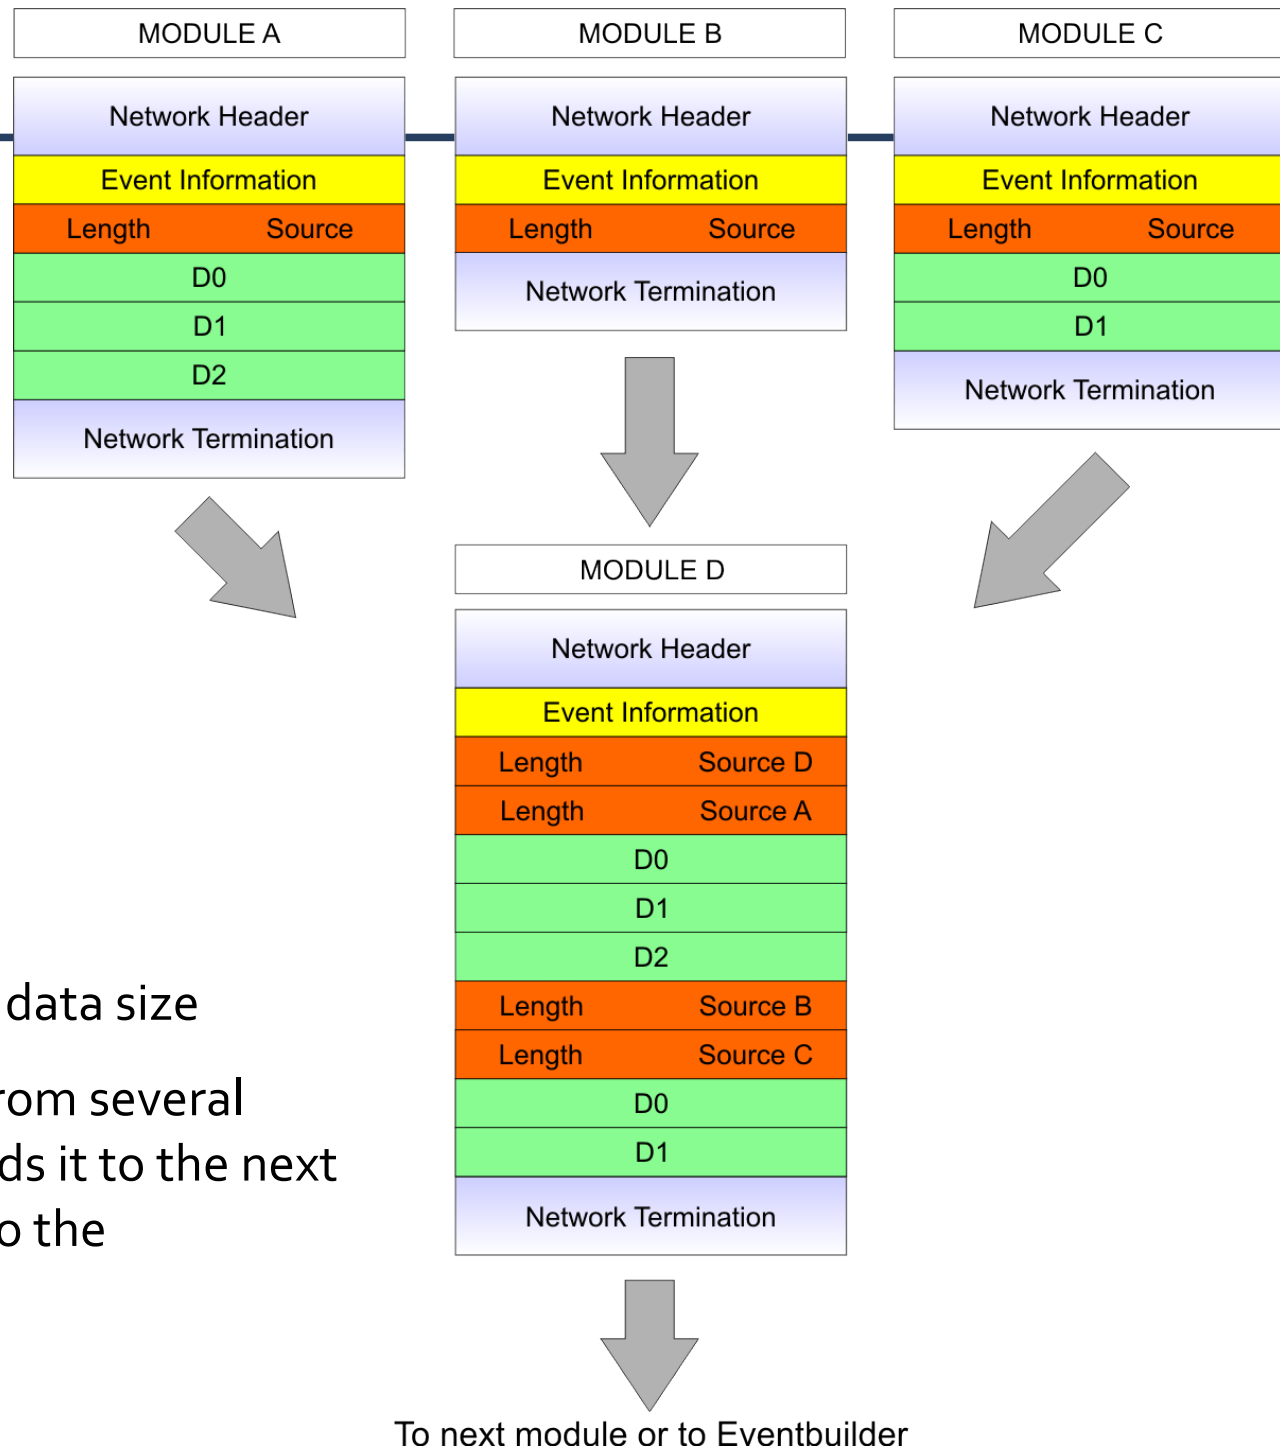 MODULE A
Network Header
Event Information
Length Source
D0
D1
D2
Network Termination
MODULE B
Network Header
Event Information
Length Source
Network Termination
MODULE C
Network Header
Event Information
Length Source
D0
D1
Network Termination
MODULE D
Network Header
Event Information
Length Source D
Length Source A
D0
D1
D2
Length Source B
Length Source C
D0
D1
Network Termination
data size
rom several
ds it to the next
o the
To next module or to Eventbuilder